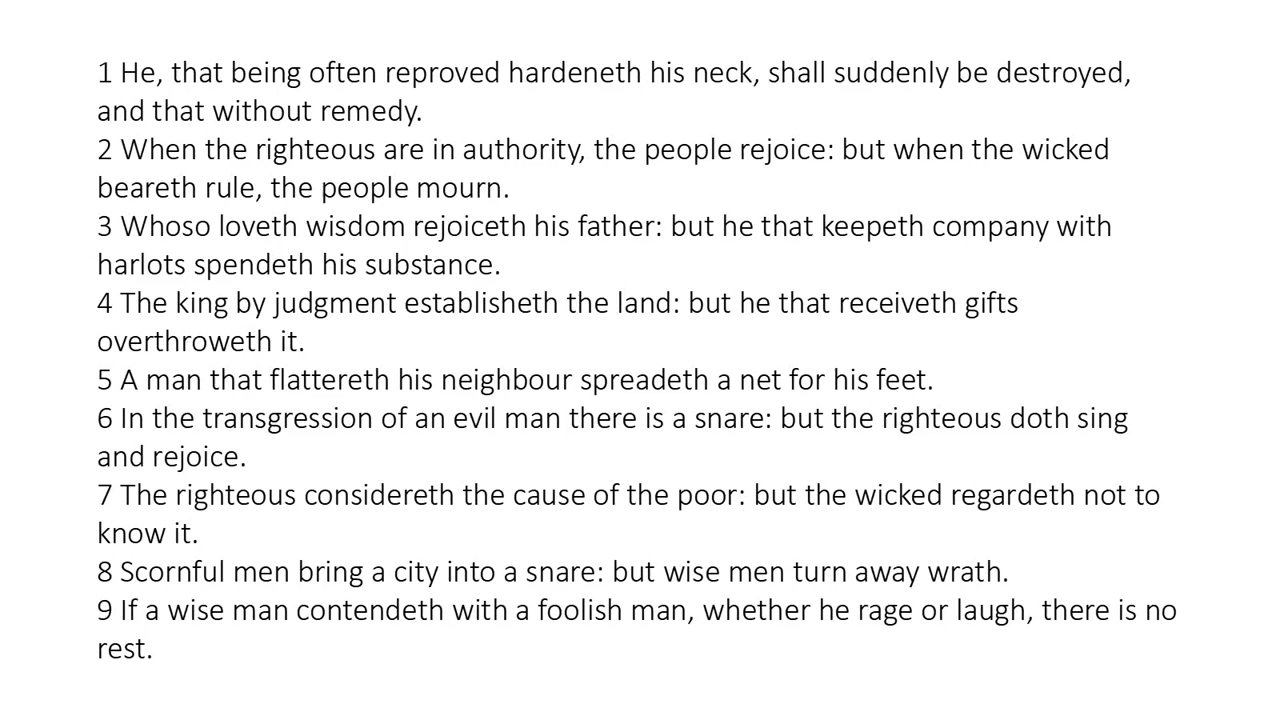 1 He, that being often reproved hardeneth his neck, shall suddenly be destroyed,
and that without remedy.
2 When the righteous are in authority, the people rejoice: but when the wicked
beareth rule, the people mourn.
3 Whoso loveth wisdom rejoiceth his father: but he that keepeth company with
harlots spendeth his substance.
4 The king by judgment establisheth the land: but he that receiveth gifts
overthroweth it.
5 A man that flattereth his neighbour spreadeth a net for his feet.
6 In the transgression of an evil man there is a snare: but the righteous doth sing
and rejoice.
7 The righteous considereth the cause of the poor: but the wicked regardeth not to
know it.
8 Scornful men bring a city into a snare: but wise men turn away wrath.
9 If a wise man contendeth with a foolish man, whether he rage or laugh, there is no
rest.